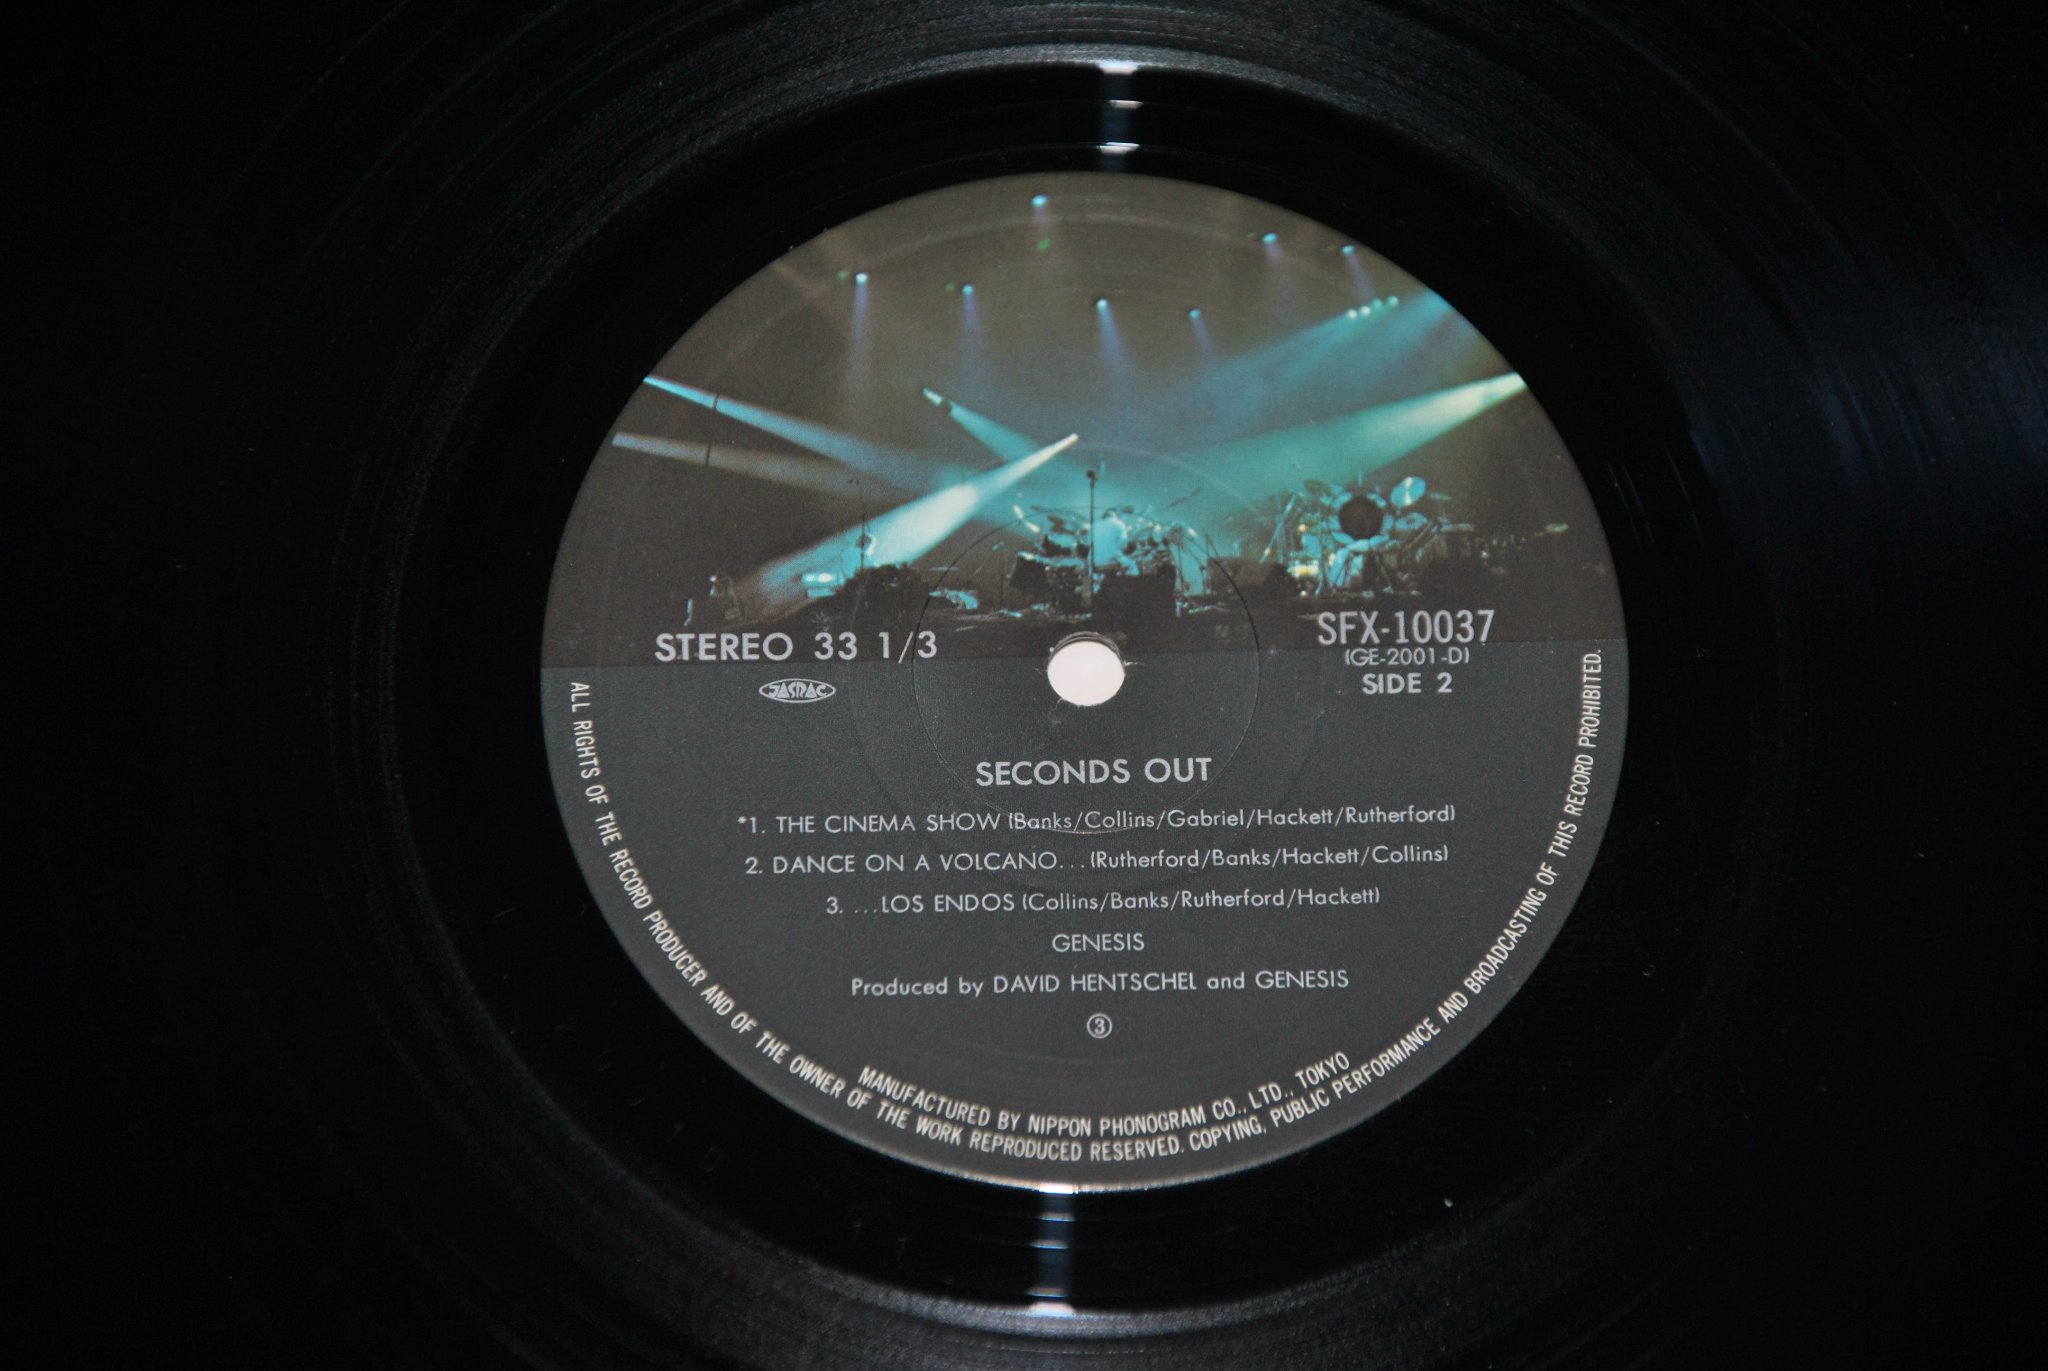 STEREO 33 1/3
JASRAC
SFX-10037
(GE-2001-D)
SIDE 2
SECONDS OUT
*1. THE CINEMA SHOW (Banks/Collins/Gabriel/Hackett/Rutherford)
2. DANCE ON A VOLCANO...(Rutherford/Banks/Hackett/Collins)
3. ...LOS ENDOS (Collins/Banks/Rutherford/Hackett)
GENESIS
Produced by DAVID HENTSCHEL and GENESIS
③
MANUFACTURED BY NIPPON PHONOGRAM CO., LTD., TOKYO
ALL RIGHTS OF THE RECORD PRODUCER AND OF THE OWNER OF THE WORK REPRODUCED RESERVED. COPYING, PUBLIC PERFORMANCE AND BROADCASTING OF THIS RECORD PROHIBITED.